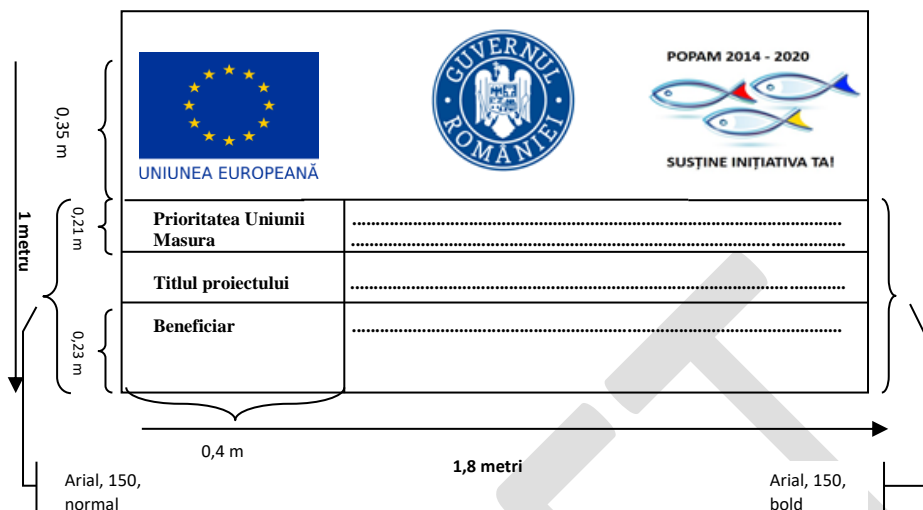 GUVERNUL
ROMÂNIEI
POPAM 2014 - 2020
UNIUNEA EUROPEANĂ
SUSȚINE INIȚIATIVA TA!
0,35 m
1 metru
0,21 m
0,23 m
Prioritatea Uniunii
Masura
Titlul proiectului
Beneficiar
0,4 m
1,8 metri
Arial, 150,
normal
Arial, 150,
bold